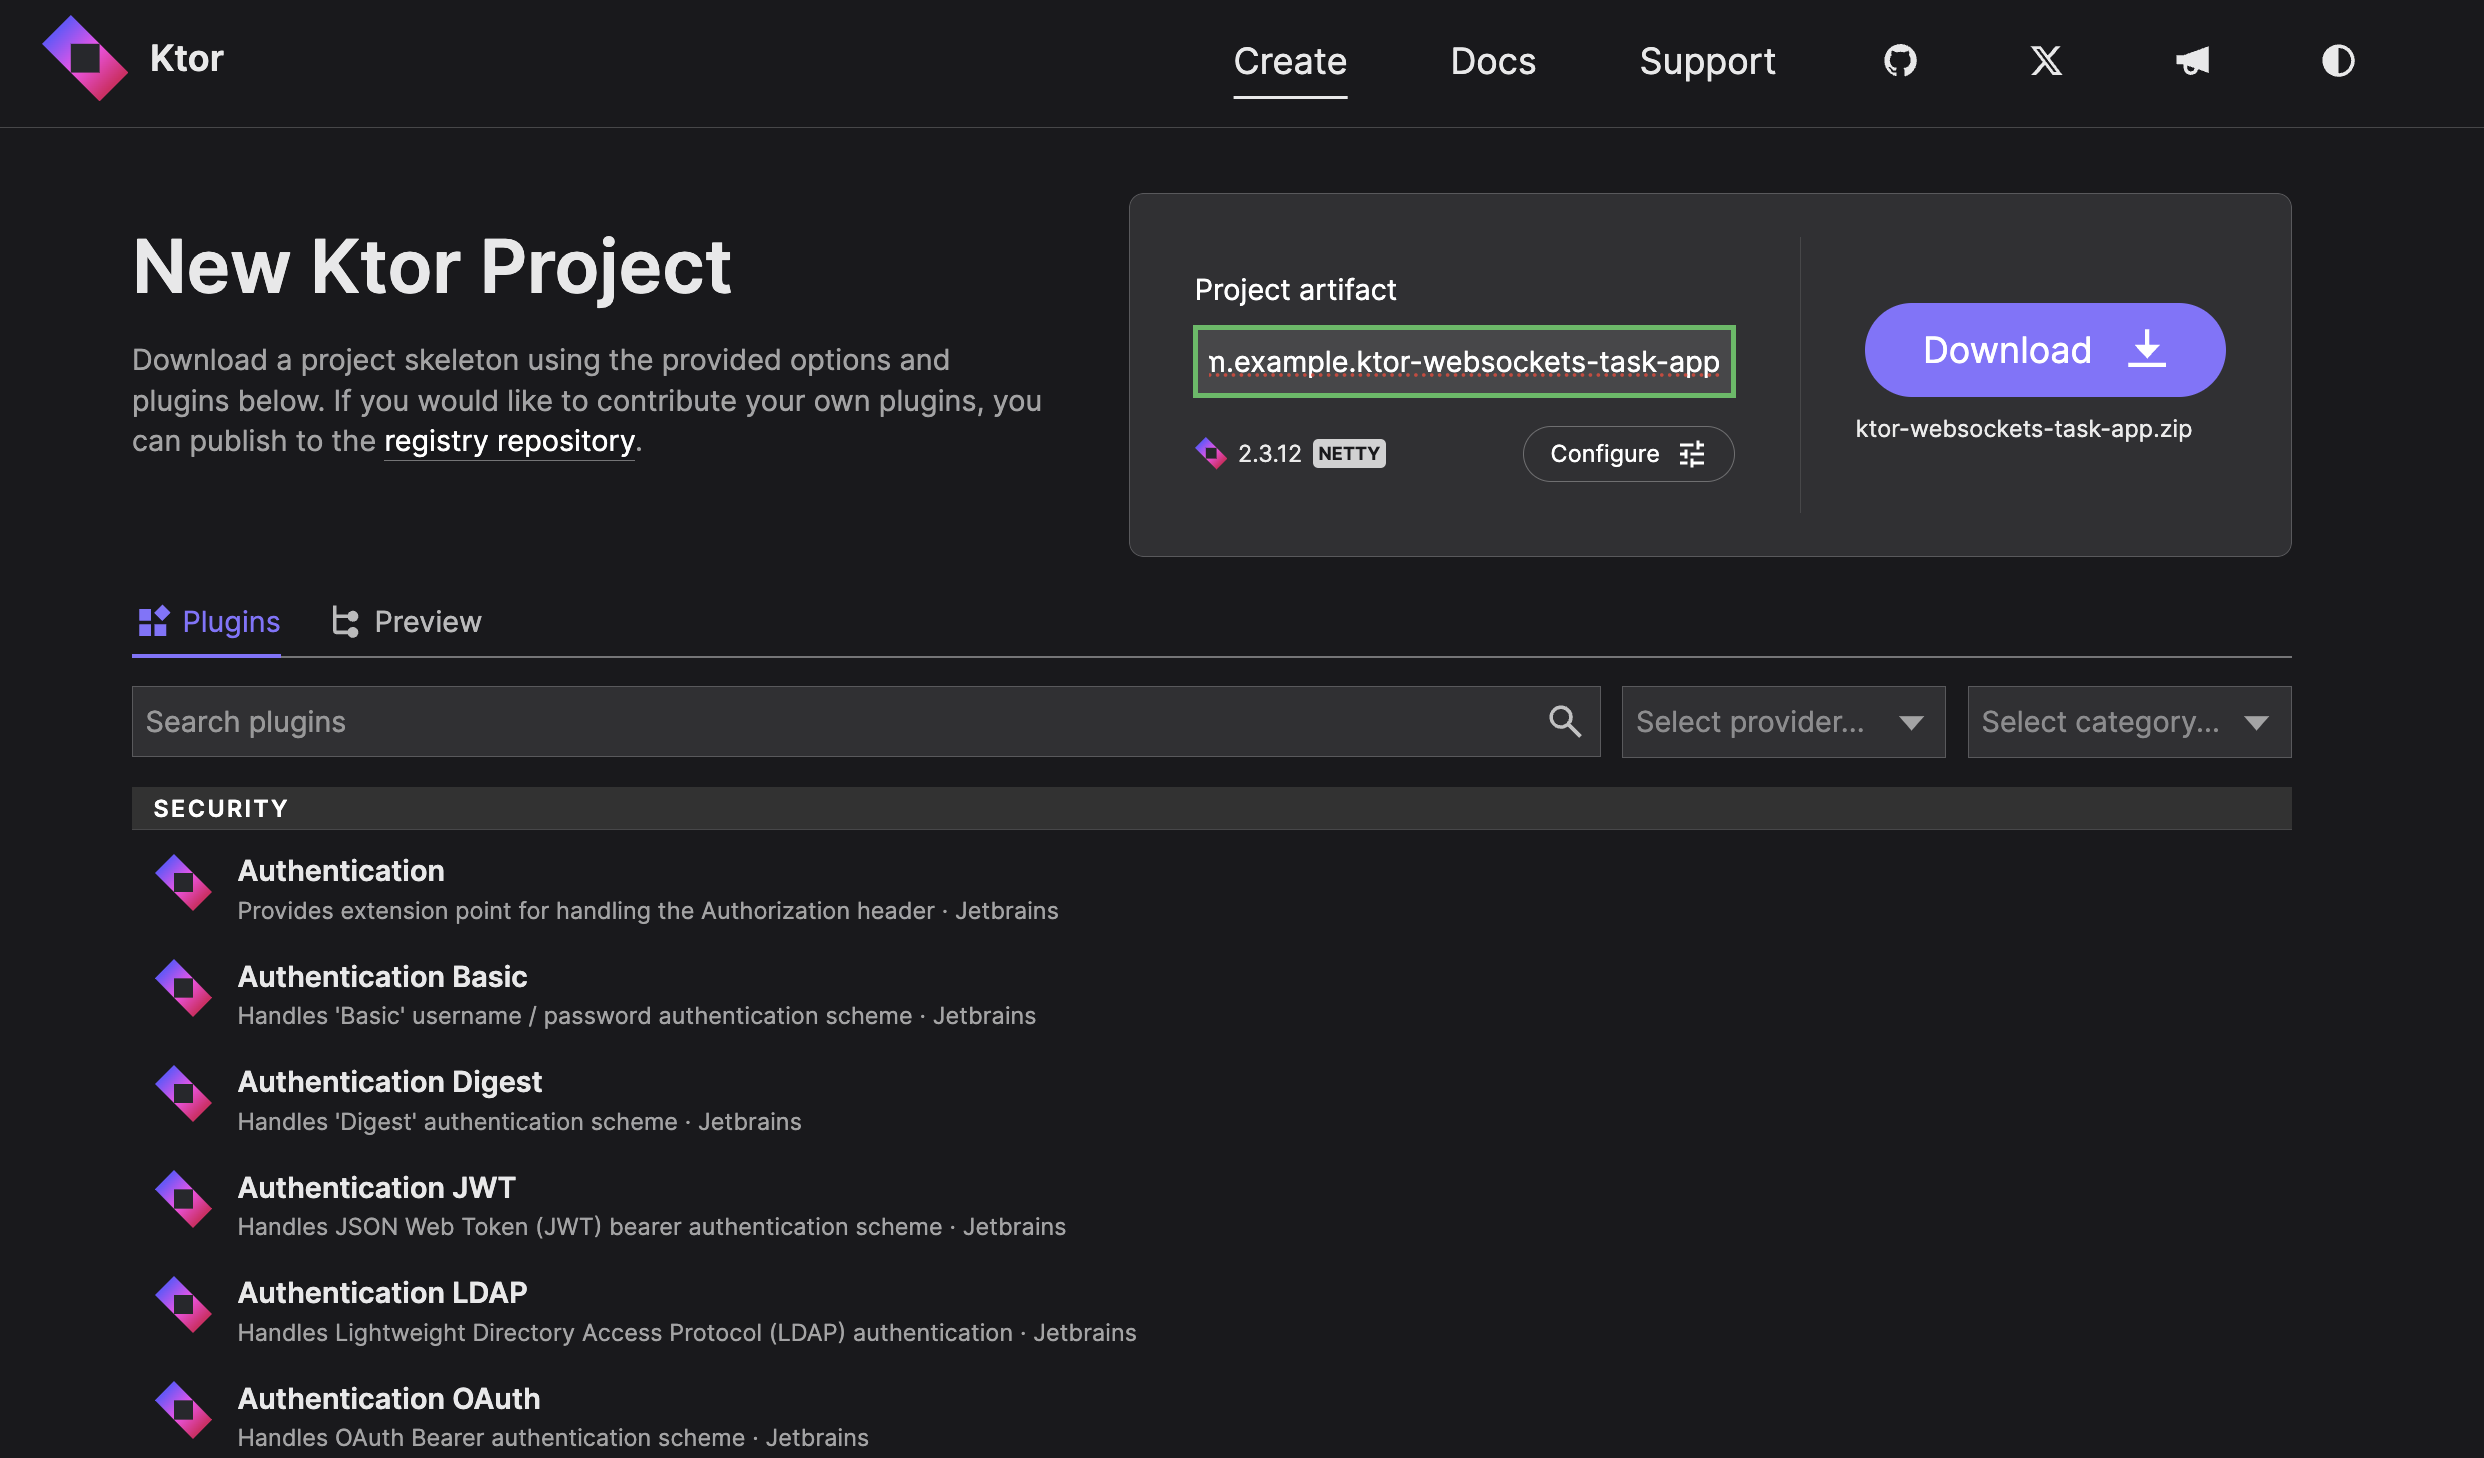 Ktor
Create
Docs
Support
New Ktor Project
Download a project skeleton using the provided options and
plugins below. If you would like to contribute your own plugins, you
can publish to the registry repository.
Project artifact
.example.ktor-websockets-task-app
2.3.12 NETTY
Configure
Download
ktor-websockets-task-app.zip
Plugins
Preview
Search plugins
Select provider...
Select category...
SECURITY
Authentication
Provides extension point for handling the Authorization header · Jetbrains
Authentication Basic
Handles 'Basic' username / password authentication scheme · Jetbrains
Authentication Digest
Handles 'Digest' authentication scheme · Jetbrains
Authentication JWT
Handles JSON Web Token (JWT) bearer authentication scheme · Jetbrains
Authentication LDAP
Handles Lightweight Directory Access Protocol (LDAP) authentication · Jetbrains
Authentication OAuth
Handles OAuth Bearer authentication scheme · Jetbrains